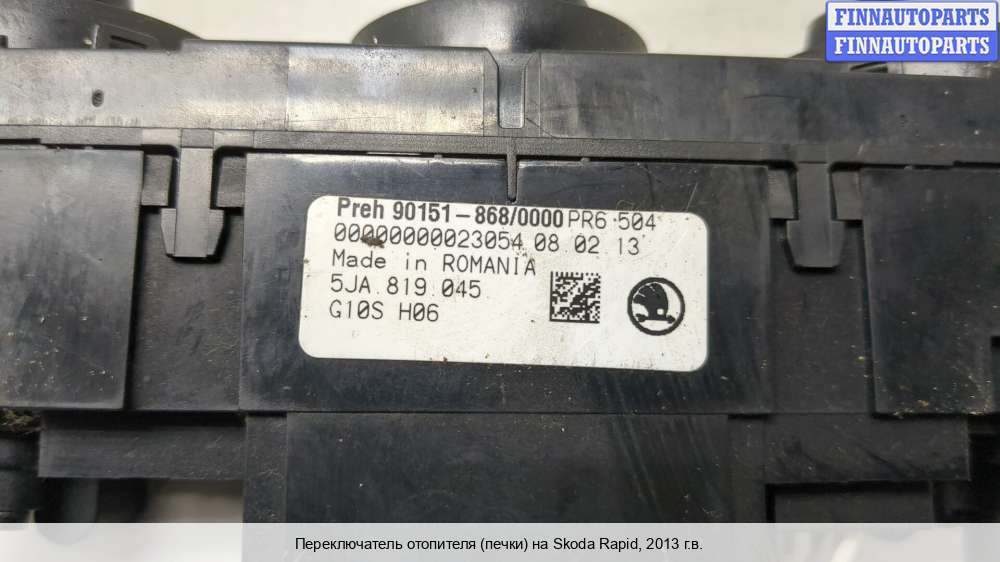 FINNAUTOPARTS
FINNAUTOPARTS
Preh 90151-868/0000 PR6 504
00000000023054 08 02 13
Made in ROMANIA
5JA 819 045
G10S H06
Переключатель отопителя (печки) на Skoda Rapid, 2013 г.в.